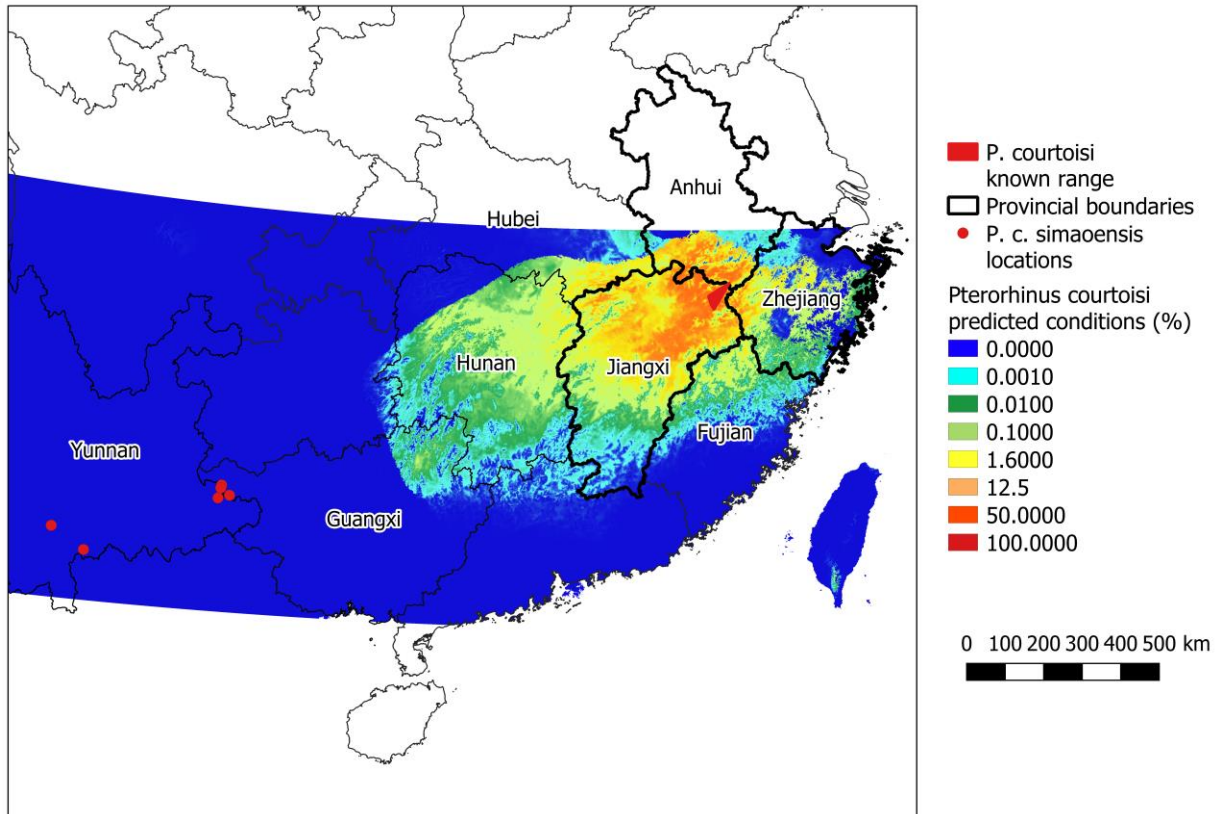 Anhui
Hubei
Zhejiang
Hunan
Jiangxi
Fujian
Yunnan
Guangxi
P. courtoisi
known range
Provincial boundaries
P. c. simaoensis
locations
Pterorhinus courtoisi
predicted conditions (%)
0.0000
0.0010
0.0100
0.1000
1.6000
12.5
50.0000
100.0000
0 100 200 300 400 500 km